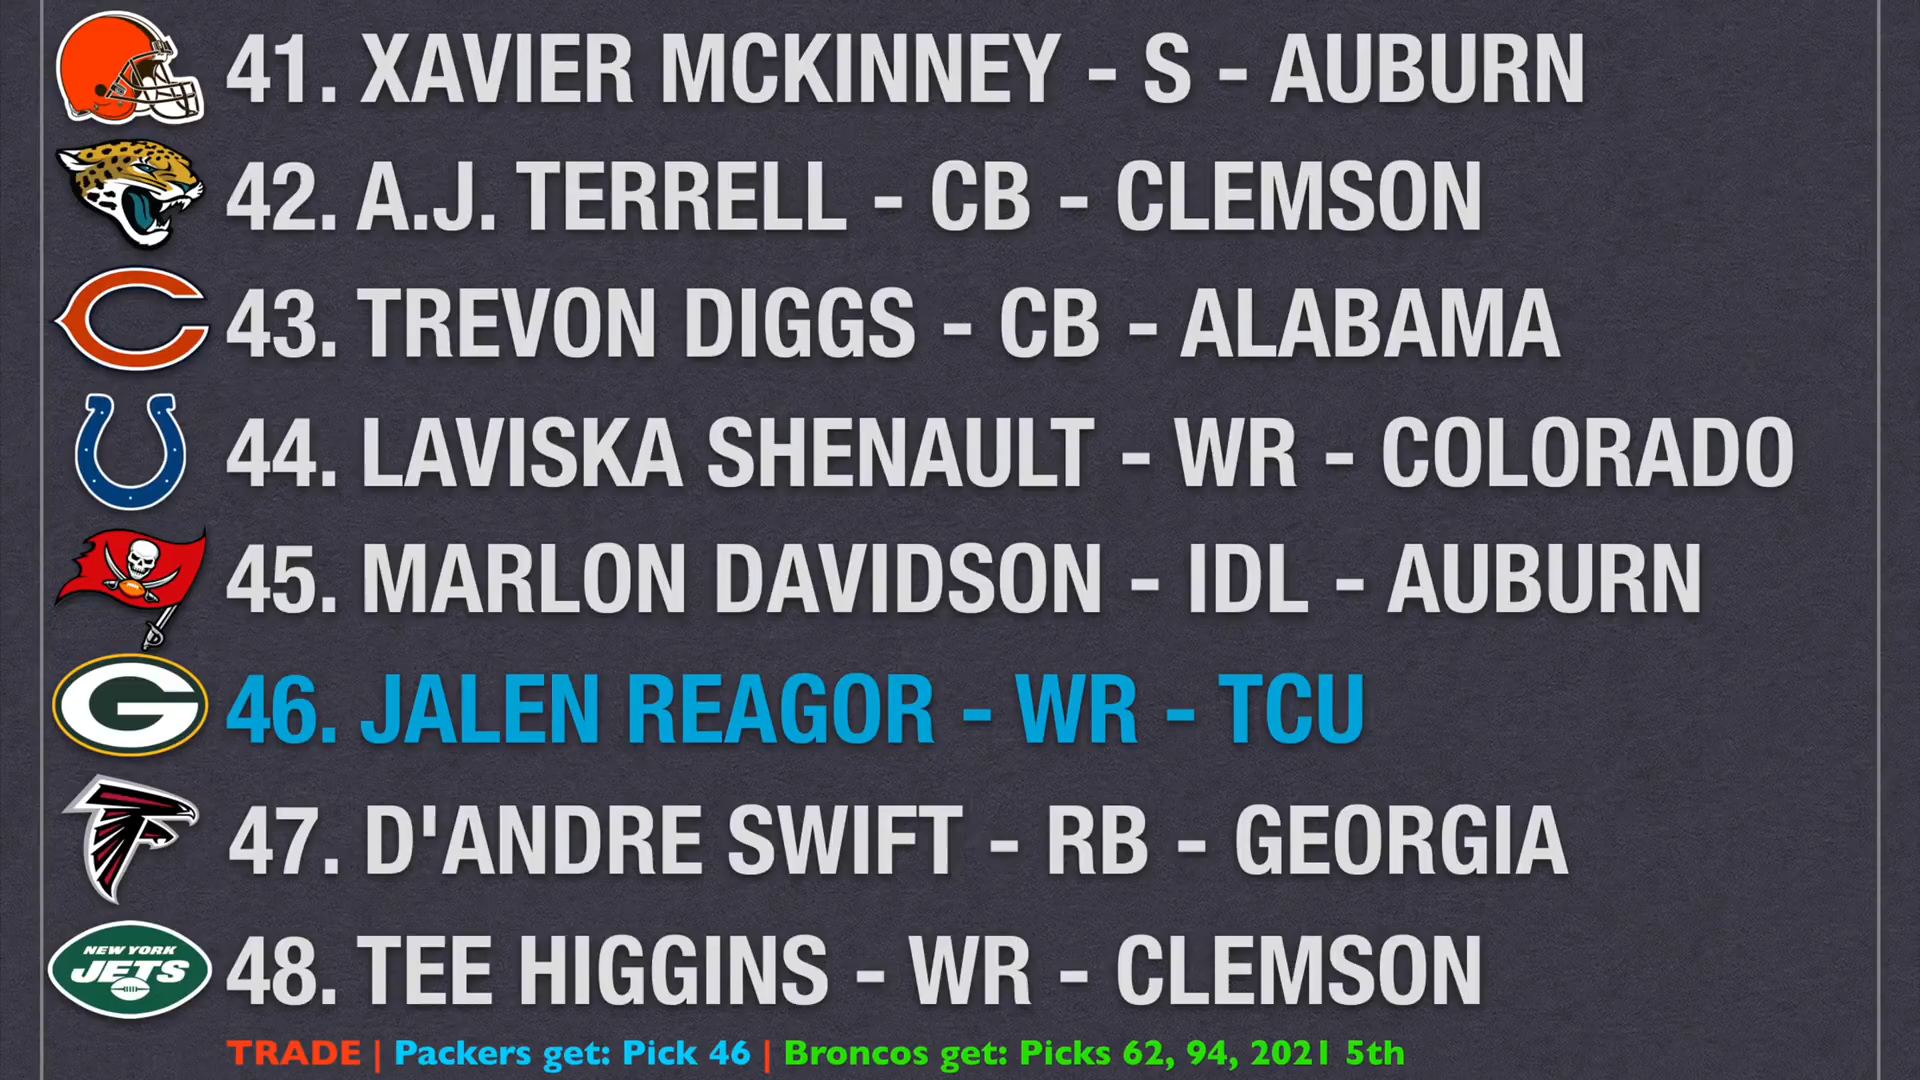 41. XAVIER MCKINNEY - S - AUBURN
42. A.J. TERRELL - CB - CLEMSON
43. TREVON DIGGS - CB - ALABAMA
44. LAVISKA SHENAULT - WR - COLORADO
45. MARLON DAVIDSON - IDL - AUBURN
46. JALEN REAGOR - WR - TCU
47. D'ANDRE SWIFT - RB - GEORGIA
NEW YORK
JETS
48. TEE HIGGINS - WR - CLEMSON
TRADE | Packers get: Pick 46 | Broncos get: Picks 62, 94, 2021 5th